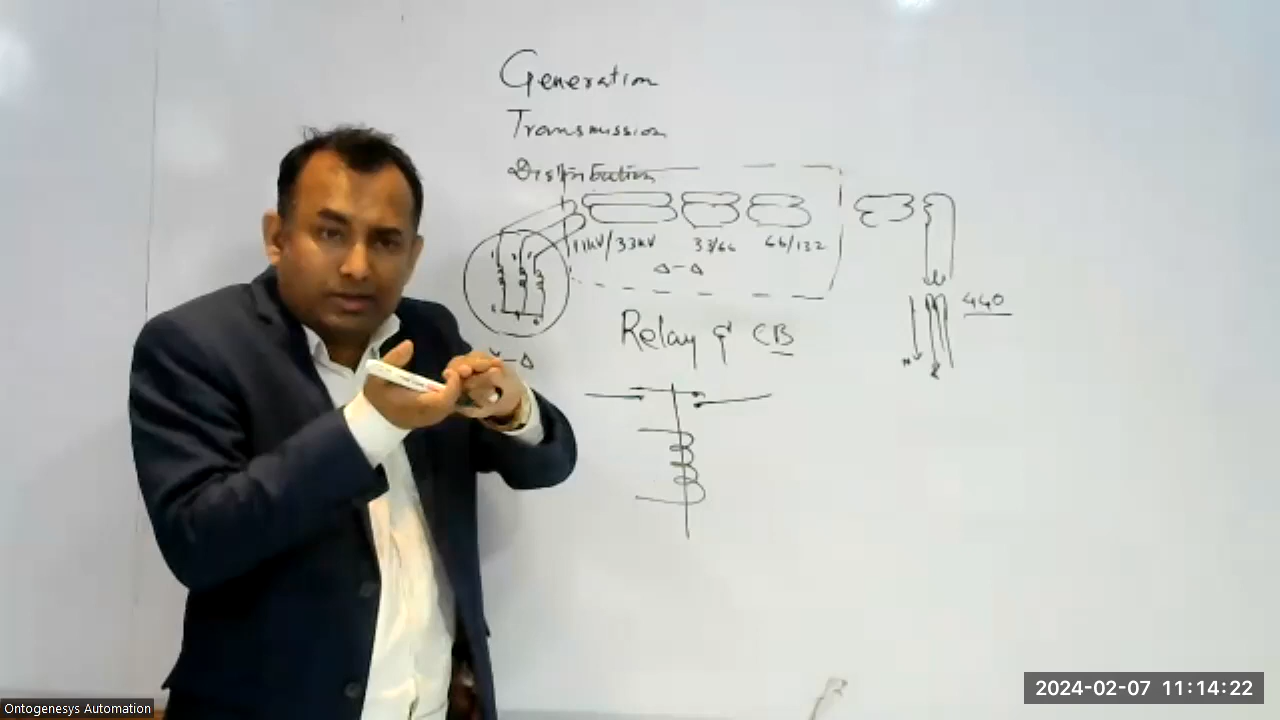 Generation
Transmission
Distribution
11kV/33kV 33/66 66/132
Δ-Δ
440
Relay & CB
Y-Δ
N R
2024-02-07 11:14:22
Ontogenesys Automation